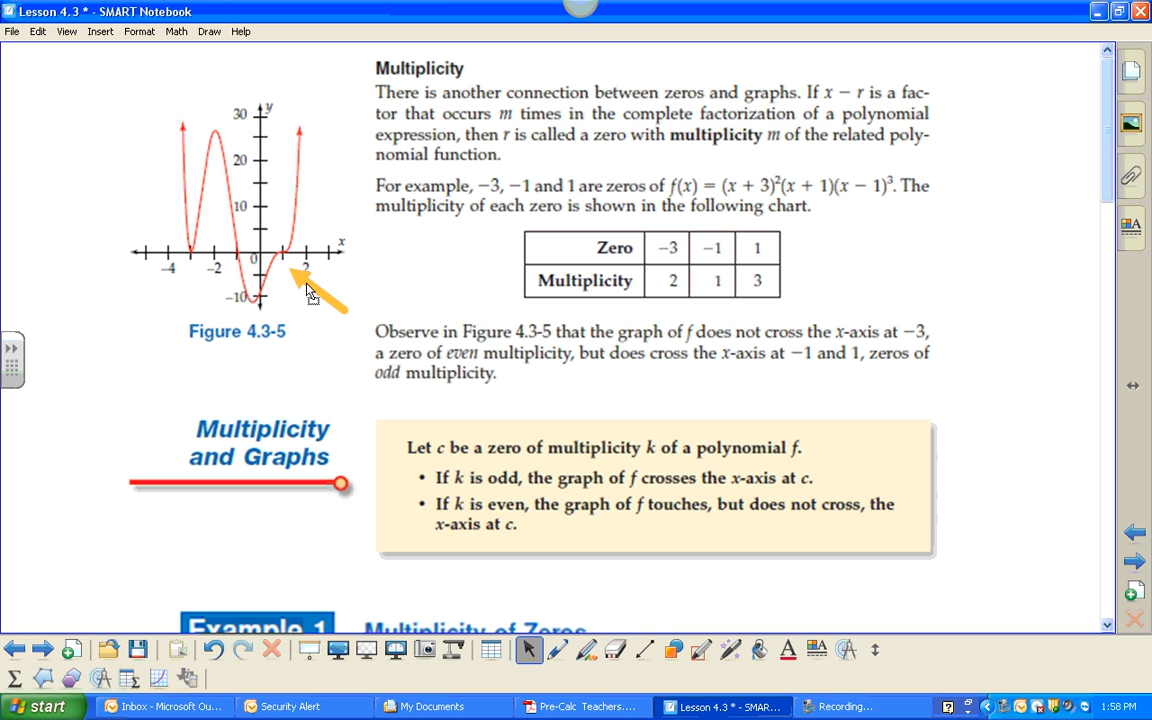 Lesson 4.3 * - SMART Notebook
File Edit View Insert Format Math Draw Help
Multiplicity
There is another connection between zeros and graphs. If x − r is a fac-
tor that occurs m times in the complete factorization of a polynomial
expression, then r is called a zero with multiplicity m of the related poly-
nomial function.
For example, −3, −1 and 1 are zeros of f(x) = (x + 3)²(x + 1)(x − 1)³. The
multiplicity of each zero is shown in the following chart.
Zero −3 −1 1
Multiplicity 2 1 3
30 y
20
10
x
−4 −2 0 2
−10
Figure 4.3-5
Observe in Figure 4.3-5 that the graph of f does not cross the x-axis at −3,
a zero of even multiplicity, but does cross the x-axis at −1 and 1, zeros of
odd multiplicity.
Multiplicity
and Graphs
Let c be a zero of multiplicity k of a polynomial f.
• If k is odd, the graph of f crosses the x-axis at c.
• If k is even, the graph of f touches, but does not cross, the
x-axis at c.
Example 1 Multiplicity of Zeros
start Inbox - Microsoft Ou... Security Alert My Documents Pre-Calc Teachers.... Lesson 4.3 * - SMAR... Recording... 1:58 PM